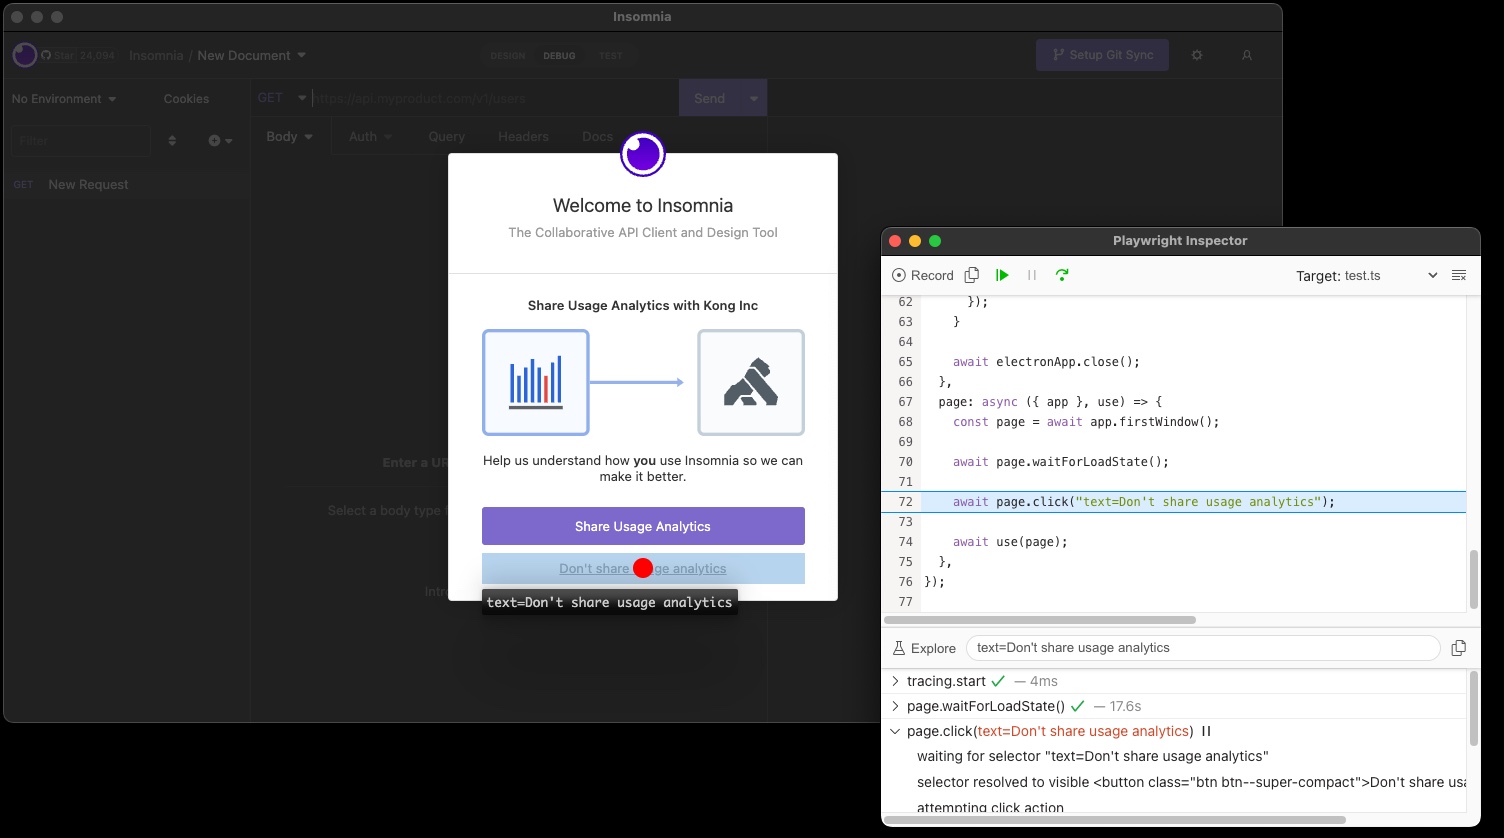 Insomnia
Star 24,094 Insomnia / New Document DESIGN DEBUG TEST Setup Git Sync
No Environment Cookies GET https://api.myproduct.com/v1/users Send
Filter
Body Auth Query Headers Docs
GET New Request
Enter a UR
Select a body type f
Intro
Welcome to Insomnia
The Collaborative API Client and Design Tool
Share Usage Analytics with Kong Inc
Help us understand how you use Insomnia so we can
make it better.
Share Usage Analytics
Don't share usage analytics
text=Don't share usage analytics
Playwright Inspector
Record Target: test.ts
62 });
63 }
64
65 await electronApp.close();
66 },
67 page: async ({ app }, use) => {
68 const page = await app.firstWindow();
69
70 await page.waitForLoadState();
71
72 await page.click("text=Don't share usage analytics");
73
74 await use(page);
75 },
76 });
77
Explore text=Don't share usage analytics
tracing.start — 4ms
page.waitForLoadState() — 17.6s
page.click(text=Don't share usage analytics)
waiting for selector "text=Don't share usage analytics"
selector resolved to visible <button class="btn btn--super-compact">Don't share usa
attempting click action